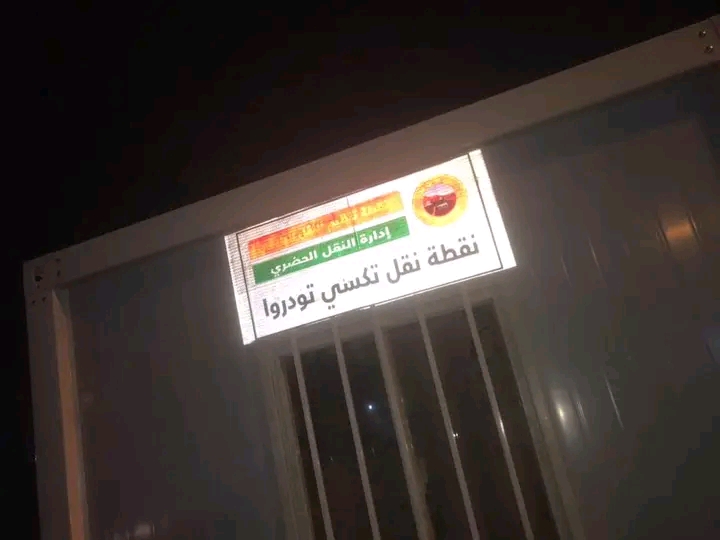 إدارة النقل الحضري
نقطة نقل تكسي تودروا